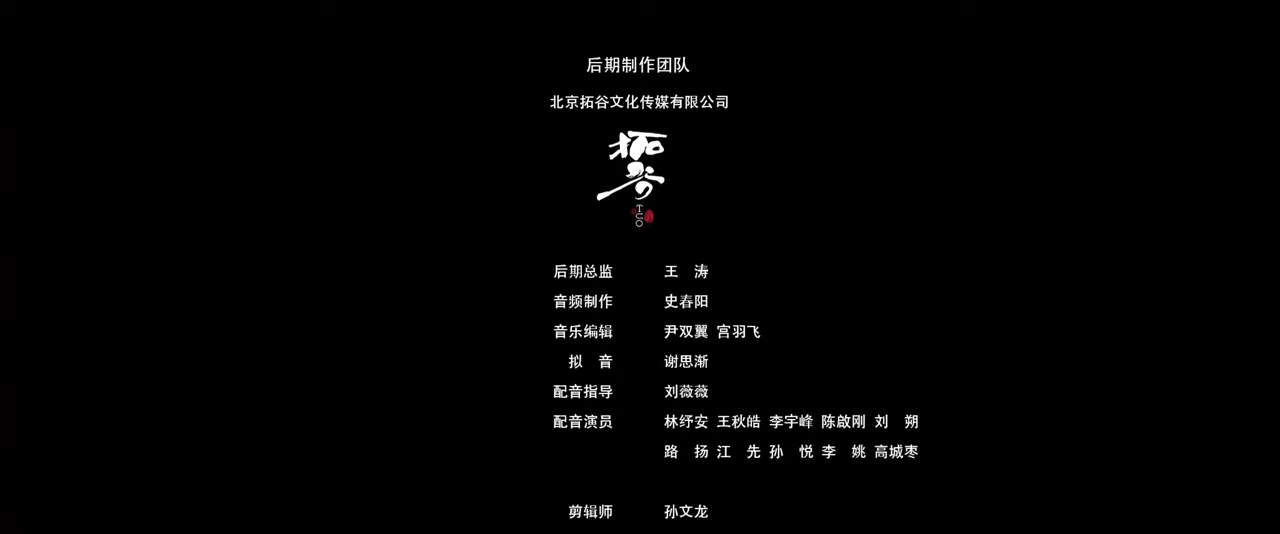 后期制作团队
北京拓谷文化传媒有限公司
拓谷
TUO
后期总监 王 涛
音频制作 史春阳
音乐编辑 尹双翼 宫羽飞
拟 音 谢思渐
配音指导 刘薇薇
配音演员 林纾安 王秋皓 李宇峰 陈啟刚 刘 朔
路 扬 江 先 孙 悦 李 姚 高城枣
剪辑师 孙文龙